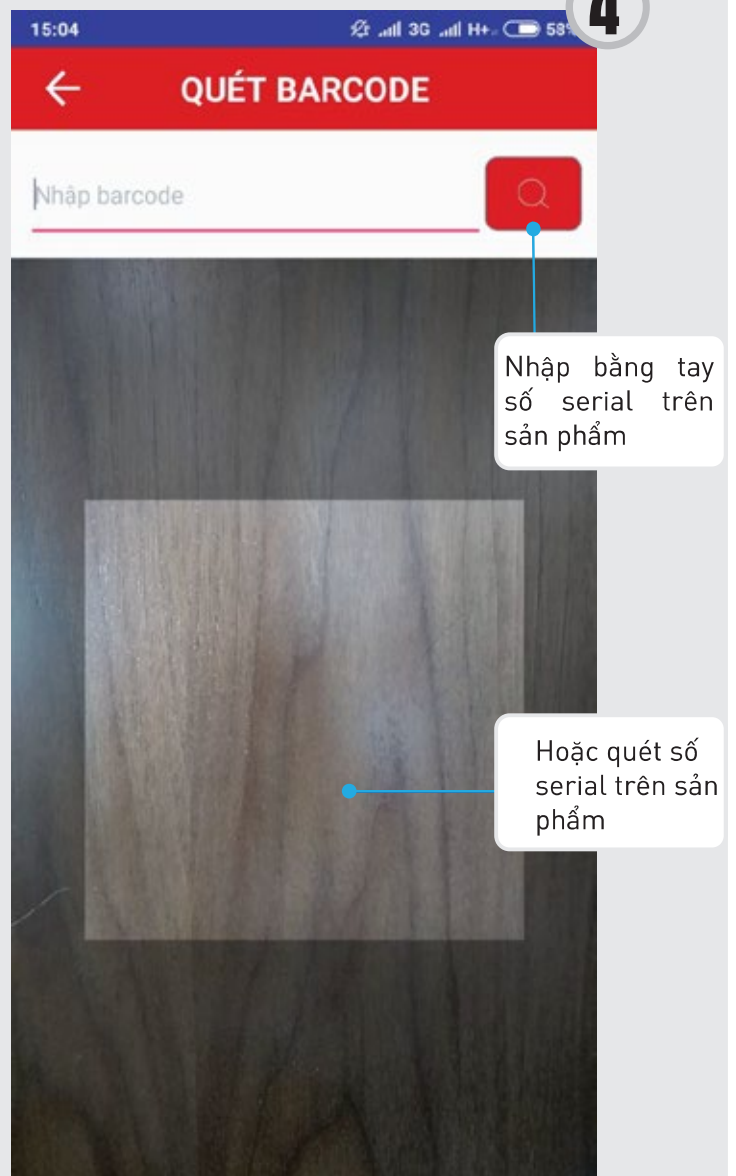 4
15:04 3G H+ 58%
QUÉT BARCODE
Nhập barcode
Nhập bằng tay
số serial trên
sản phẩm
Hoặc quét số
serial trên sản
phẩm